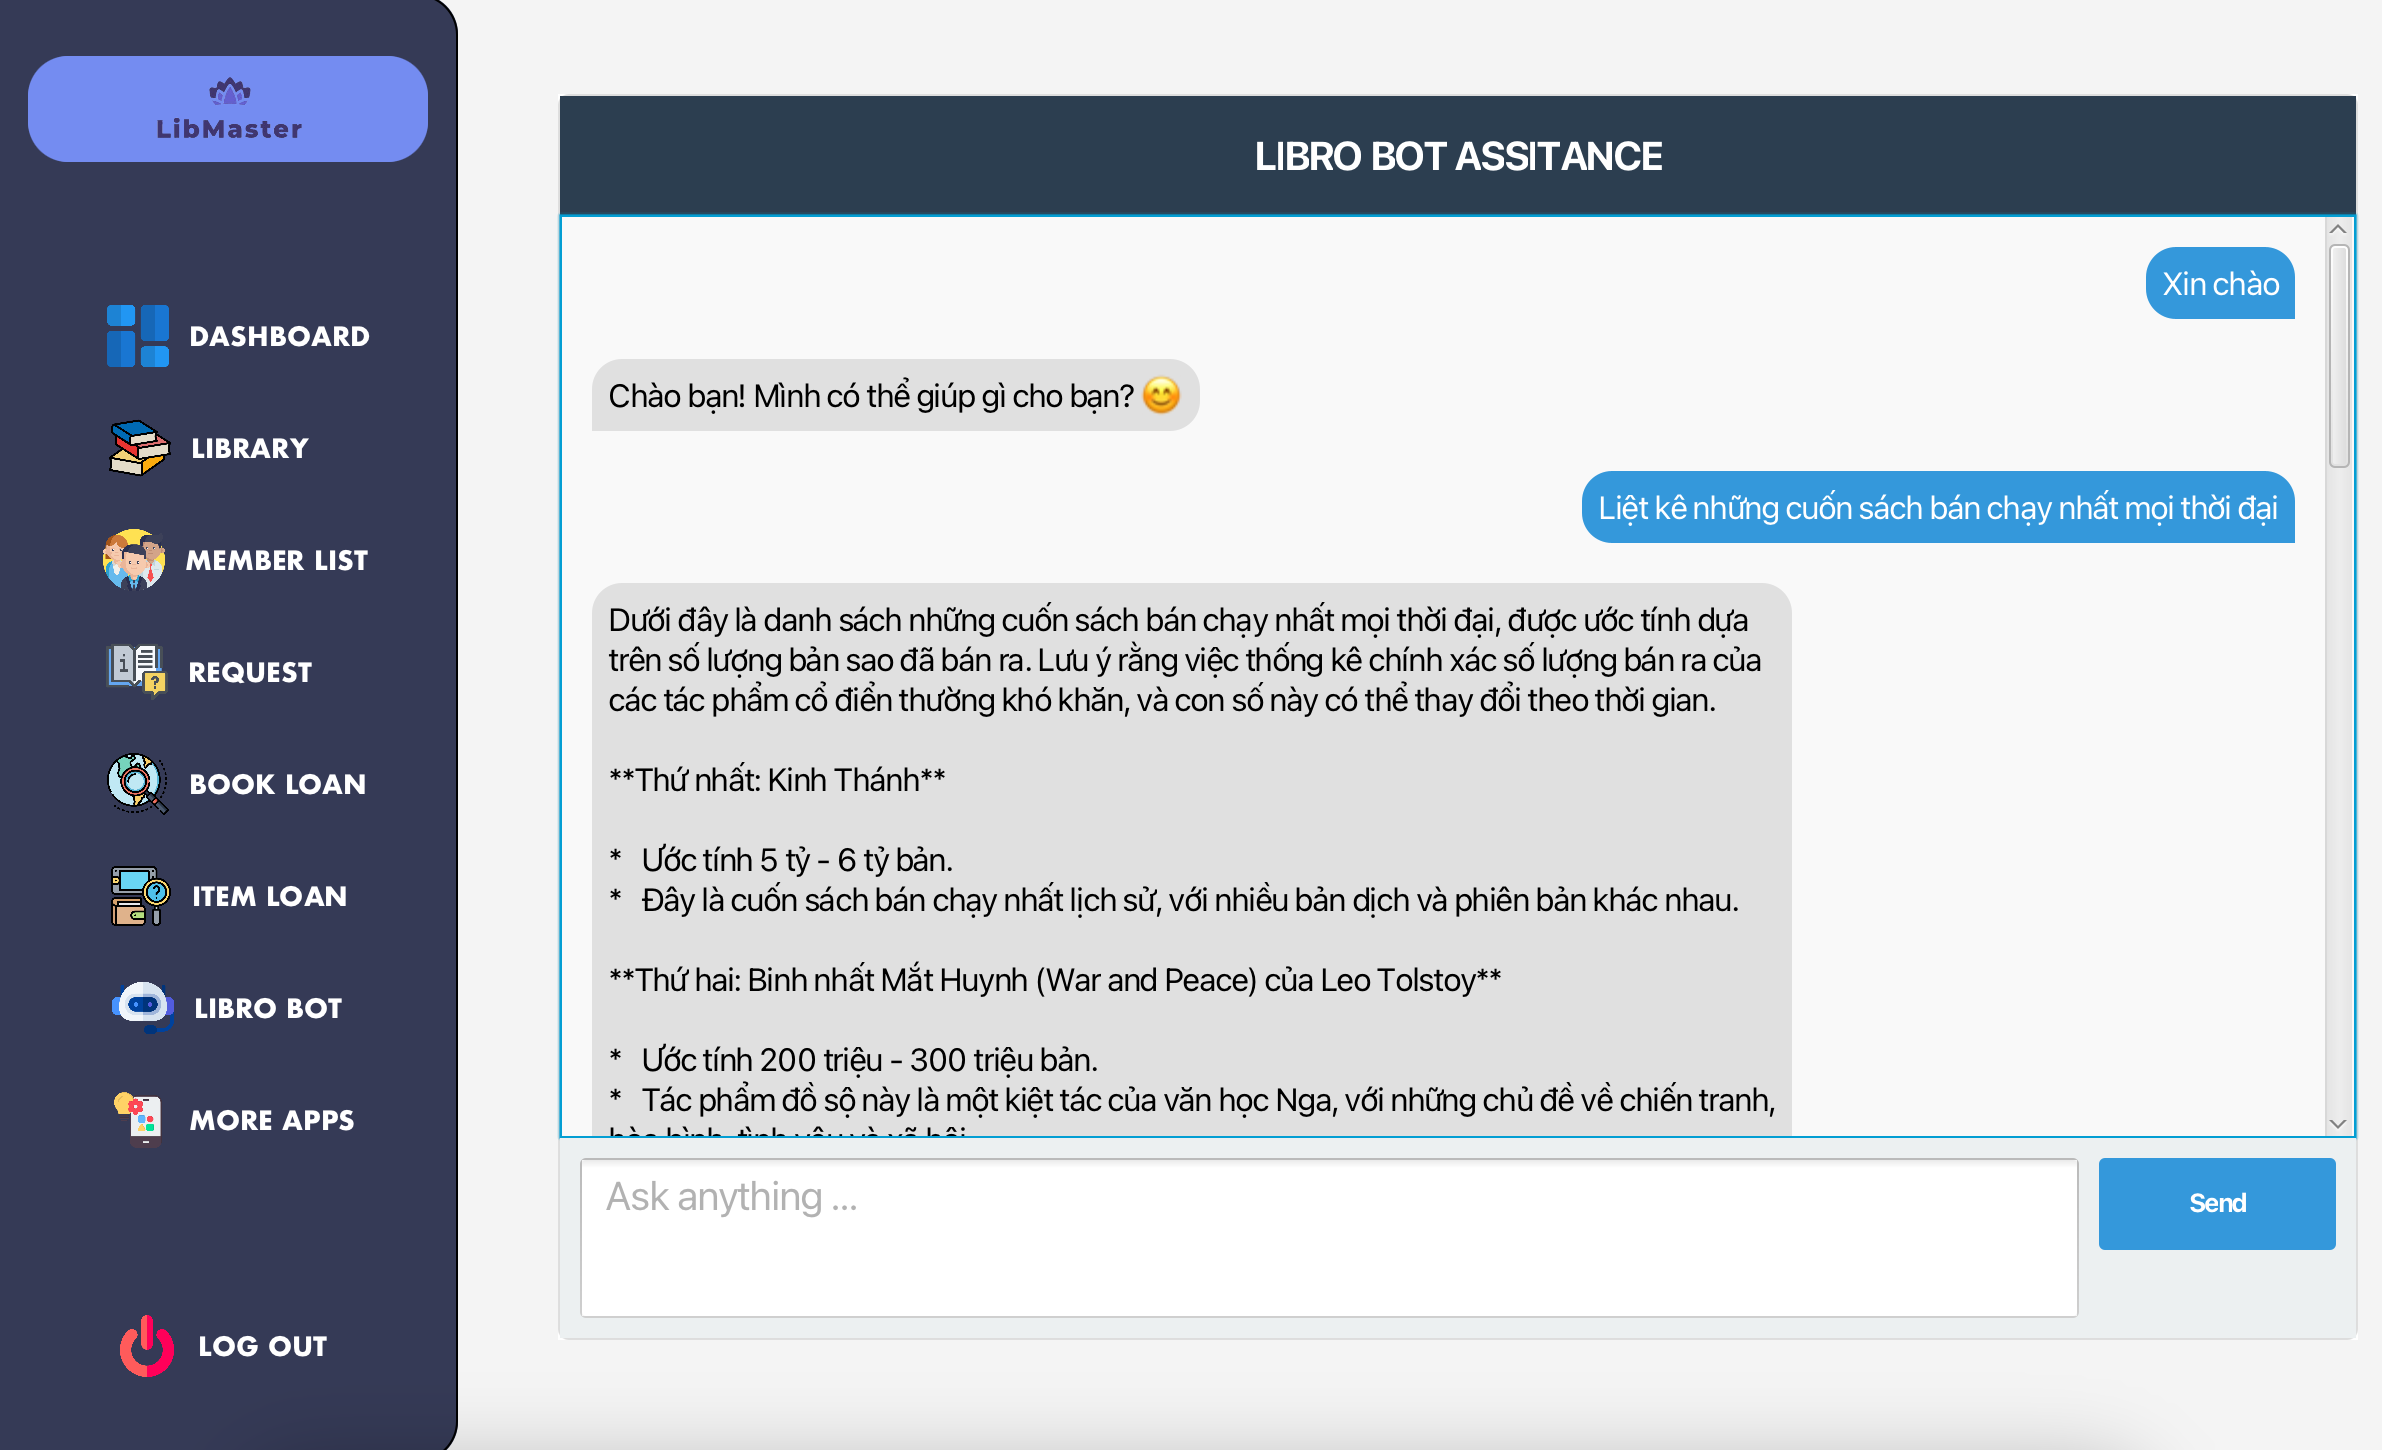 LibMaster
DASHBOARD
LIBRARY
MEMBER LIST
REQUEST
BOOK LOAN
ITEM LOAN
LIBRO BOT
MORE APPS
LOG OUT
LIBRO BOT ASSITANCE
Xin chào
Chào bạn! Mình có thể giúp gì cho bạn? 😊
Liệt kê những cuốn sách bán chạy nhất mọi thời đại
Dưới đây là danh sách những cuốn sách bán chạy nhất mọi thời đại, được ước tính dựa
trên số lượng bản sao đã bán ra. Lưu ý rằng việc thống kê chính xác số lượng bán ra của
các tác phẩm cổ điển thường khó khăn, và con số này có thể thay đổi theo thời gian.
**Thứ nhất: Kinh Thánh**
* Ước tính 5 tỷ - 6 tỷ bản.
* Đây là cuốn sách bán chạy nhất lịch sử, với nhiều bản dịch và phiên bản khác nhau.
**Thứ hai: Binh nhất Mắt Huynh (War and Peace) của Leo Tolstoy**
* Ước tính 200 triệu - 300 triệu bản.
* Tác phẩm đồ sộ này là một kiệt tác của văn học Nga, với những chủ đề về chiến tranh,
hòa bình, tình yêu và xã hội.
Ask anything ...
Send